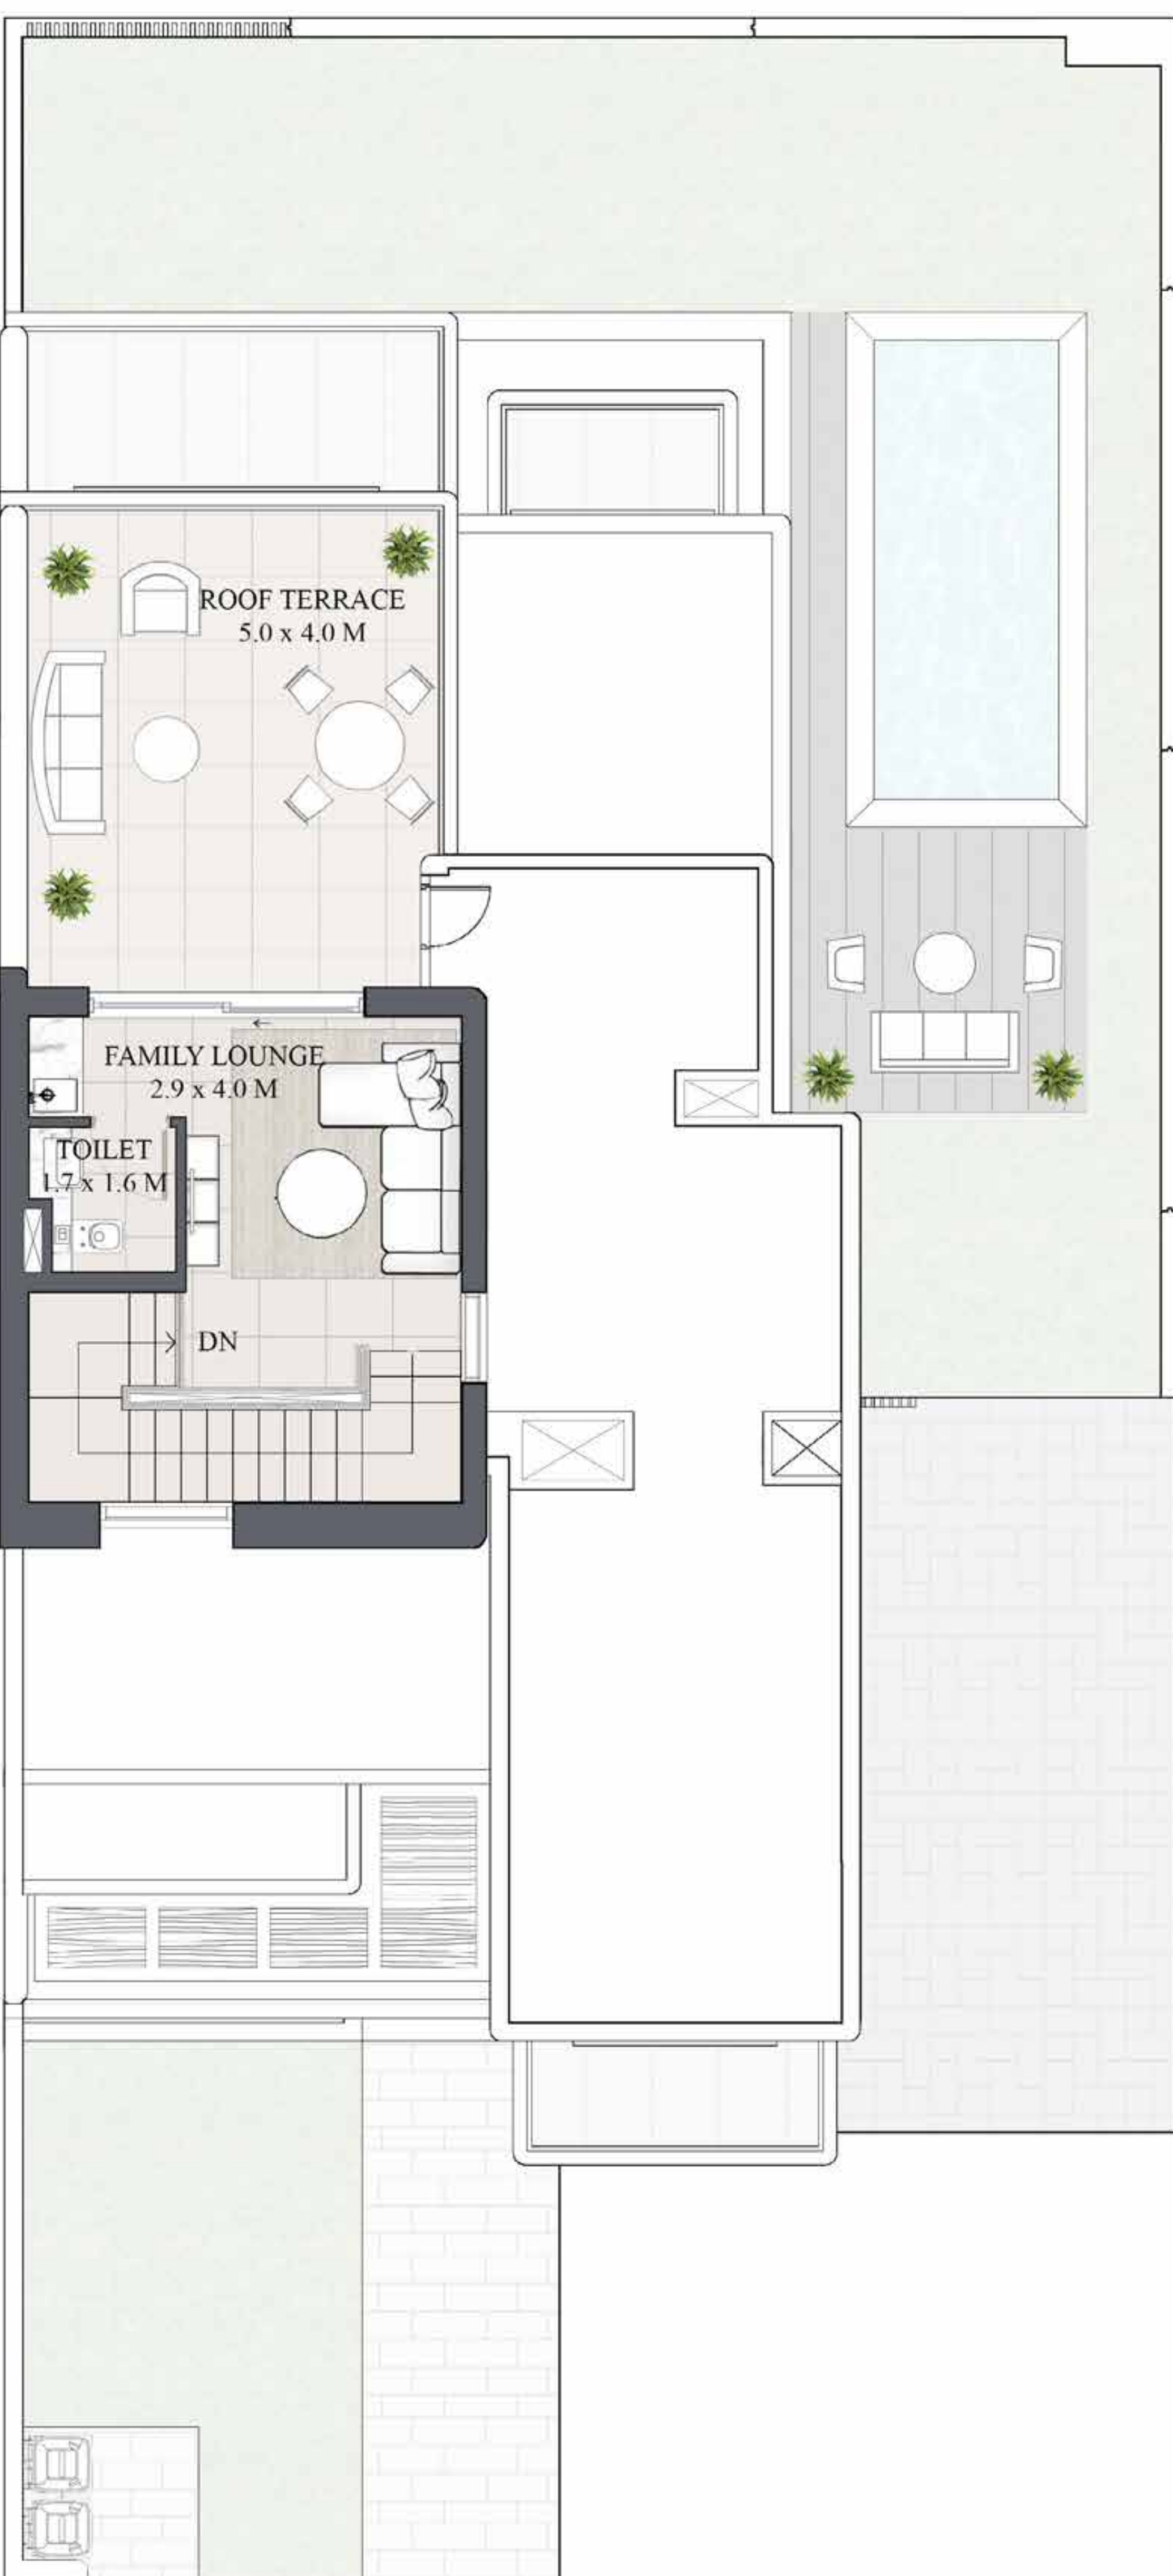 ROOF TERRACE
5.0 x 4.0 M
FAMILY LOUNGE
2.9 x 4.0 M
TOILET
1.7 x 1.6 M
DN